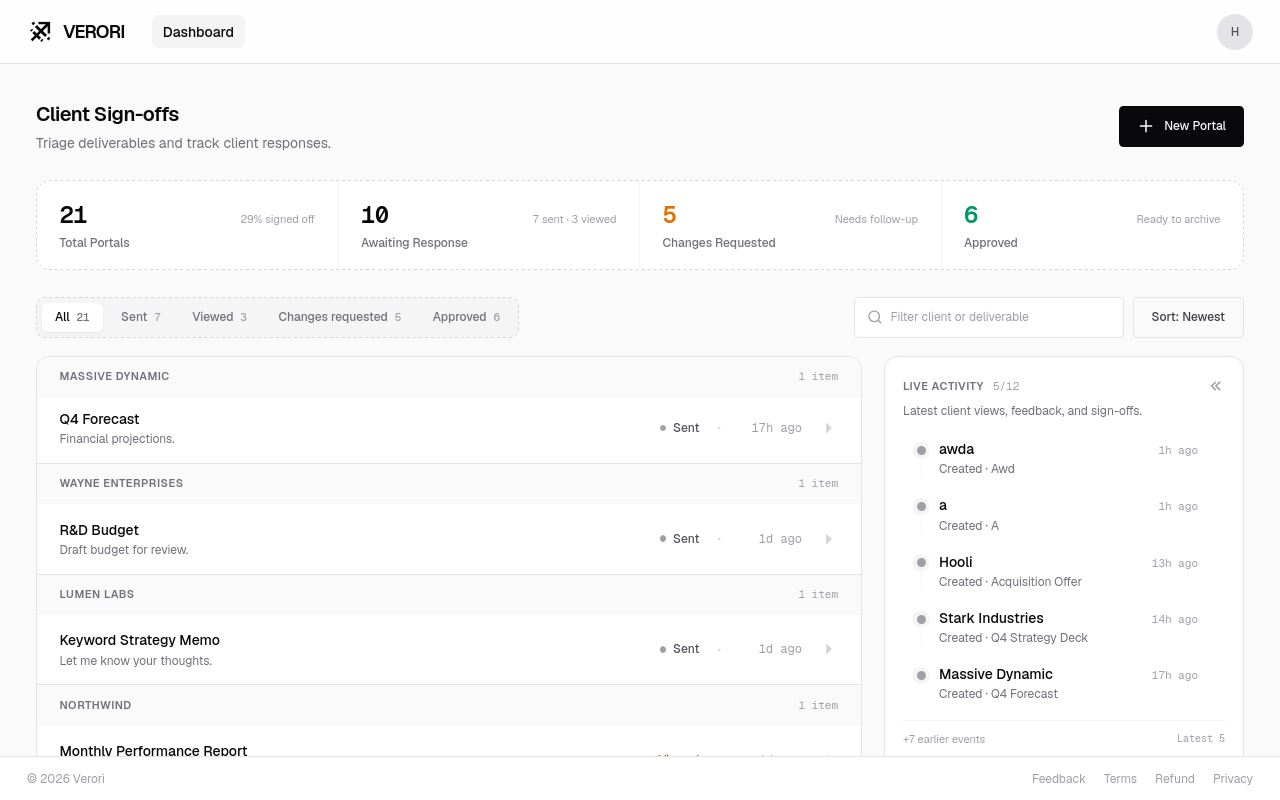 VERORI
Dashboard
H
Client Sign-offs
Triage deliverables and track client responses.
New Portal
21
29% signed off
Total Portals
10
7 sent · 3 viewed
Awaiting Response
5
Needs follow-up
Changes Requested
6
Ready to archive
Approved
All 21
Sent 7
Viewed 3
Changes requested 5
Approved 6
Filter client or deliverable
Sort: Newest
MASSIVE DYNAMIC 1 item
Q4 Forecast
Financial projections.
Sent · 17h ago
WAYNE ENTERPRISES 1 item
R&D Budget
Draft budget for review.
Sent · 1d ago
LUMEN LABS 1 item
Keyword Strategy Memo
Let me know your thoughts.
Sent · 1d ago
NORTHWIND 1 item
Monthly Performance Report
LIVE ACTIVITY 5/12
Latest client views, feedback, and sign-offs.
awda 1h ago
Created · Awd
a 1h ago
Created · A
Hooli 13h ago
Created · Acquisition Offer
Stark Industries 14h ago
Created · Q4 Strategy Deck
Massive Dynamic 17h ago
Created · Q4 Forecast
+7 earlier events Latest 5
© 2026 Verori
Feedback Terms Refund Privacy